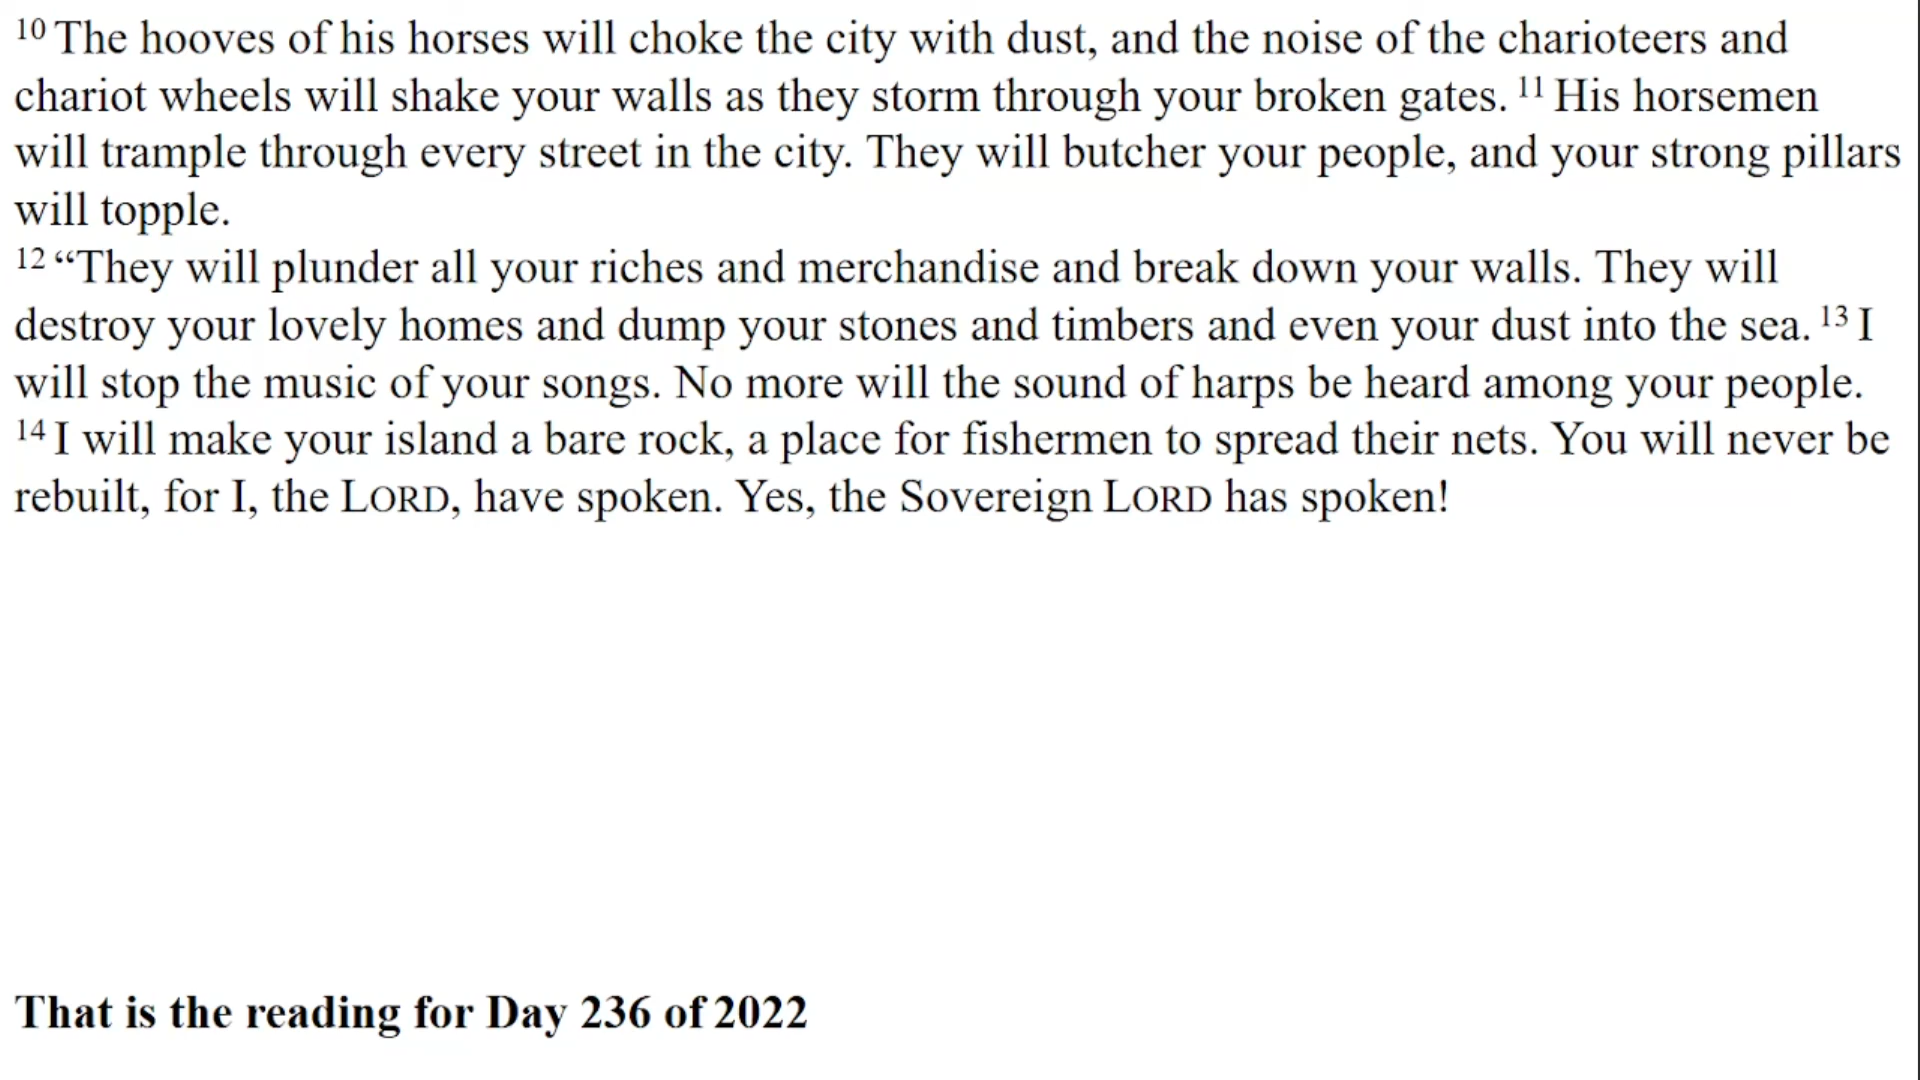 10 The hooves of his horses will choke the city with dust, and the noise of the charioteers and
chariot wheels will shake your walls as they storm through your broken gates. 11 His horsemen
will trample through every street in the city. They will butcher your people, and your strong pillars
will topple.
12 “They will plunder all your riches and merchandise and break down your walls. They will
destroy your lovely homes and dump your stones and timbers and even your dust into the sea. 13 I
will stop the music of your songs. No more will the sound of harps be heard among your people.
14 I will make your island a bare rock, a place for fishermen to spread their nets. You will never be
rebuilt, for I, the LORD, have spoken. Yes, the Sovereign LORD has spoken!
That is the reading for Day 236 of 2022